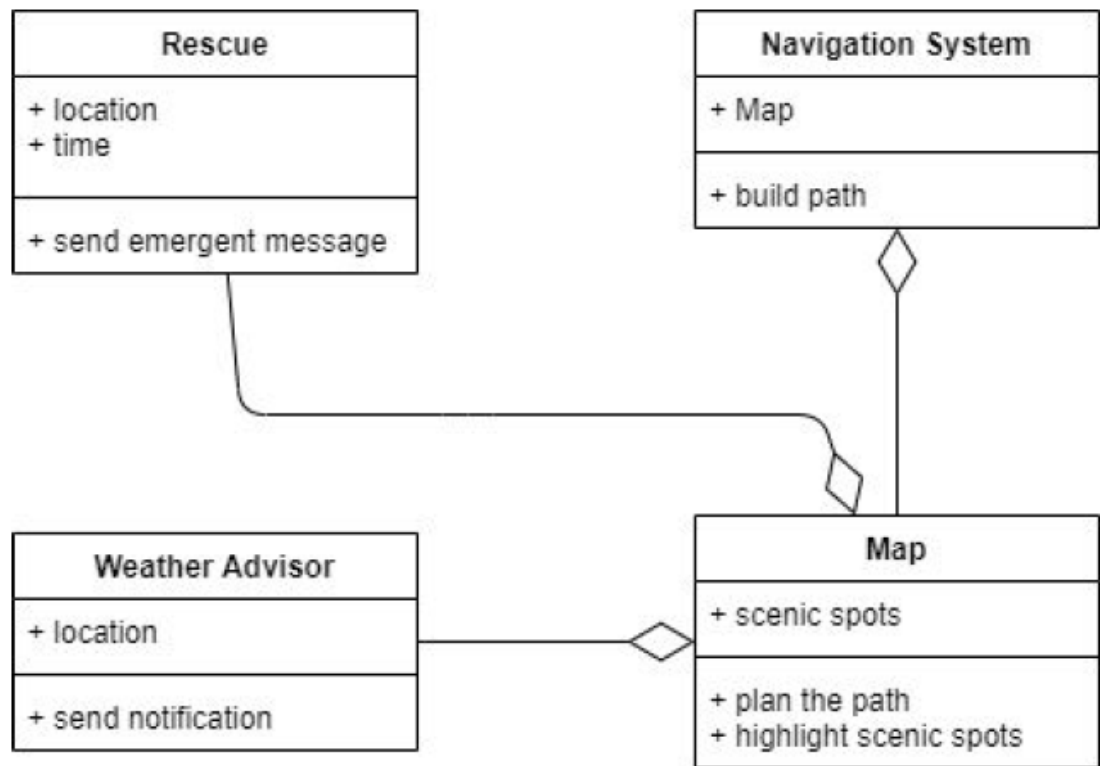 Rescue
+ location
+ time
+ send emergent message
Navigation System
+ Map
+ build path
Weather Advisor
+ location
+ send notification
Map
+ scenic spots
+ plan the path
+ highlight scenic spots